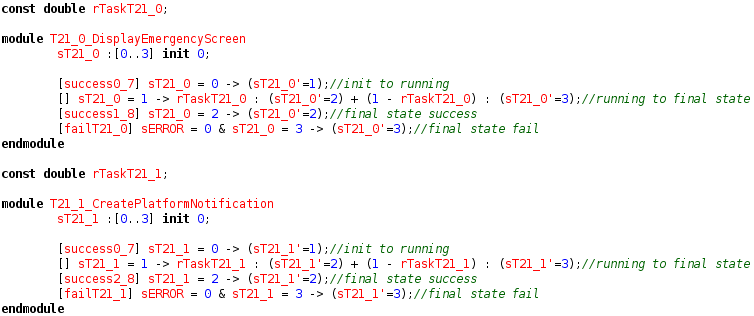 const double rTaskT21_0;

module T21_0_DisplayEmergencyScreen
        sT21_0 :[0..3] init 0;

        [success0_7] sT21_0 = 0 -> (sT21_0'=1);//init to running
        [] sT21_0 = 1 -> rTaskT21_0 : (sT21_0'=2) + (1 - rTaskT21_0) : (sT21_0'=3);//running to final state
        [success1_8] sT21_0 = 2 -> (sT21_0'=2);//final state success
        [failT21_0] sERROR = 0 & sT21_0 = 3 -> (sT21_0'=3);//final state fail
endmodule

const double rTaskT21_1;

module T21_1_CreatePlatformNotification
        sT21_1 :[0..3] init 0;

        [success0_7] sT21_1 = 0 -> (sT21_1'=1);//init to running
        [] sT21_1 = 1 -> rTaskT21_1 : (sT21_1'=2) + (1 - rTaskT21_1) : (sT21_1'=3);//running to final state
        [success2_8] sT21_1 = 2 -> (sT21_1'=2);//final state success
        [failT21_1] sERROR = 0 & sT21_1 = 3 -> (sT21_1'=3);//final state fail
endmodule